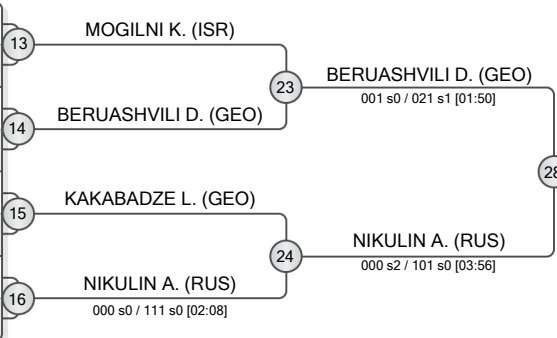 MOGILNI K. (ISR)
13
23
BERUASHVILI D. (GEO)
001 s0 / 021 s1 [01:50]
BERUASHVILI D. (GEO)
14
28
KAKABADZE L. (GEO)
15
24
NIKULIN A. (RUS)
000 s2 / 101 s0 [03:56]
NIKULIN A. (RUS)
16
000 s0 / 111 s0 [02:08]